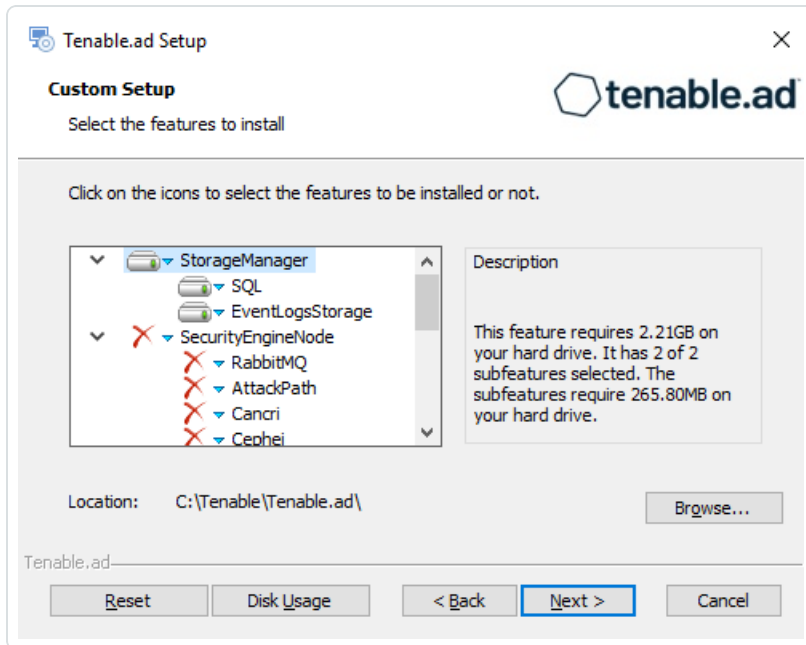 Tenable.ad Setup
Custom Setup
tenable.ad
Select the features to install
Click on the icons to select the features to be installed or not.
StorageManager
SQL
EventLogsStorage
SecurityEngineNode
RabbitMQ
AttackPath
Cancri
Cephei
Description
This feature requires 2.21GB on
your hard drive. It has 2 of 2
subfeatures selected. The
subfeatures require 265.80MB on
your hard drive.
Location: C:\Tenable\Tenable.ad\
Browse...
Tenable.ad
Reset Disk Usage < Back Next > Cancel